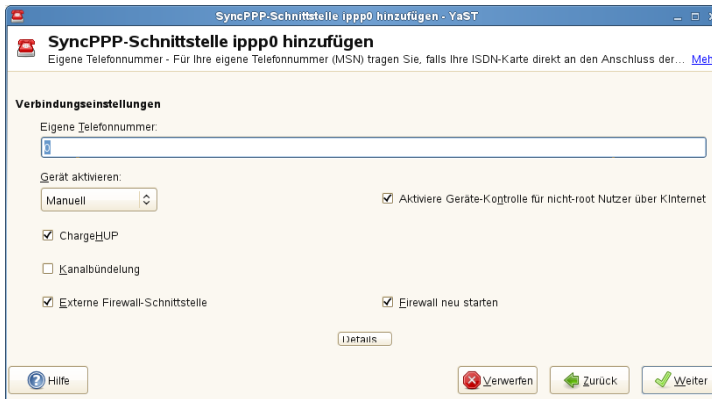 SyncPPP-Schnittstelle ippp0 hinzufügen - YaST
SyncPPP-Schnittstelle ippp0 hinzufügen
Eigene Telefonnummer - Für Ihre eigene Telefonnummer (MSN) tragen Sie, falls Ihre ISDN-Karte direkt an den Anschluss der... Meh
Verbindungseinstellungen
Eigene Telefonnummer:
0
Gerät aktivieren:
Manuell
Aktiviere Geräte-Kontrolle für nicht-root Nutzer über KInternet
ChargeHUP
Kanalbündelung
Externe Firewall-Schnittstelle
Firewall neu starten
Details...
Hilfe
Verwerfen
Zurück
Weiter